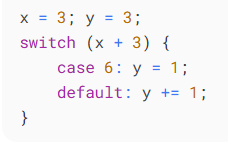 x = 3; y = 3;
switch (x + 3) {
    case 6: y = 1;
    default: y += 1;
}